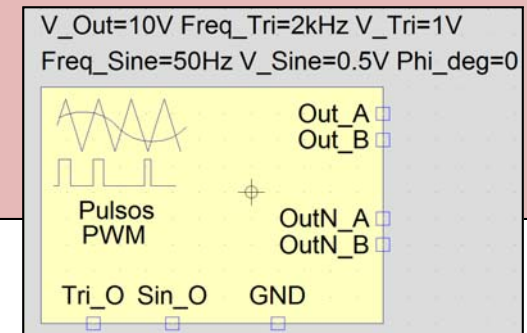 V_Out=10V Freq_Tri=2kHz V_Tri=1V
Freq_Sine=50Hz V_Sine=0.5V Phi_deg=0
Out_A
Out_B
Pulsos
PWM
OutN_A
OutN_B
Tri_O Sin_O GND